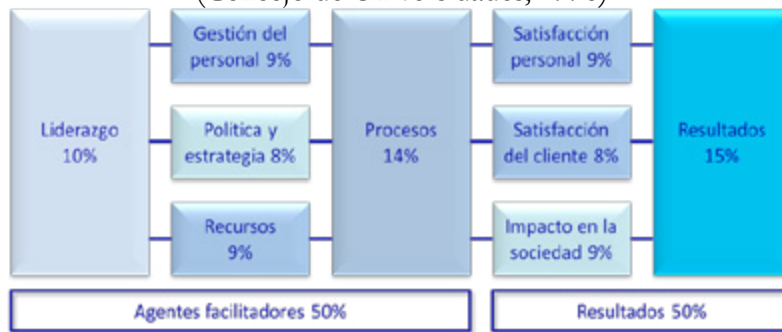 Gestión del
personal 9%
Satisfacción
personal 9%
Liderazgo
10%
Política y
estrategia 8%
Procesos
14%
Satisfacción
del cliente 8%
Resultados
15%
Recursos
9%
Impacto en la
sociedad 9%
Agentes facilitadores 50%
Resultados 50%